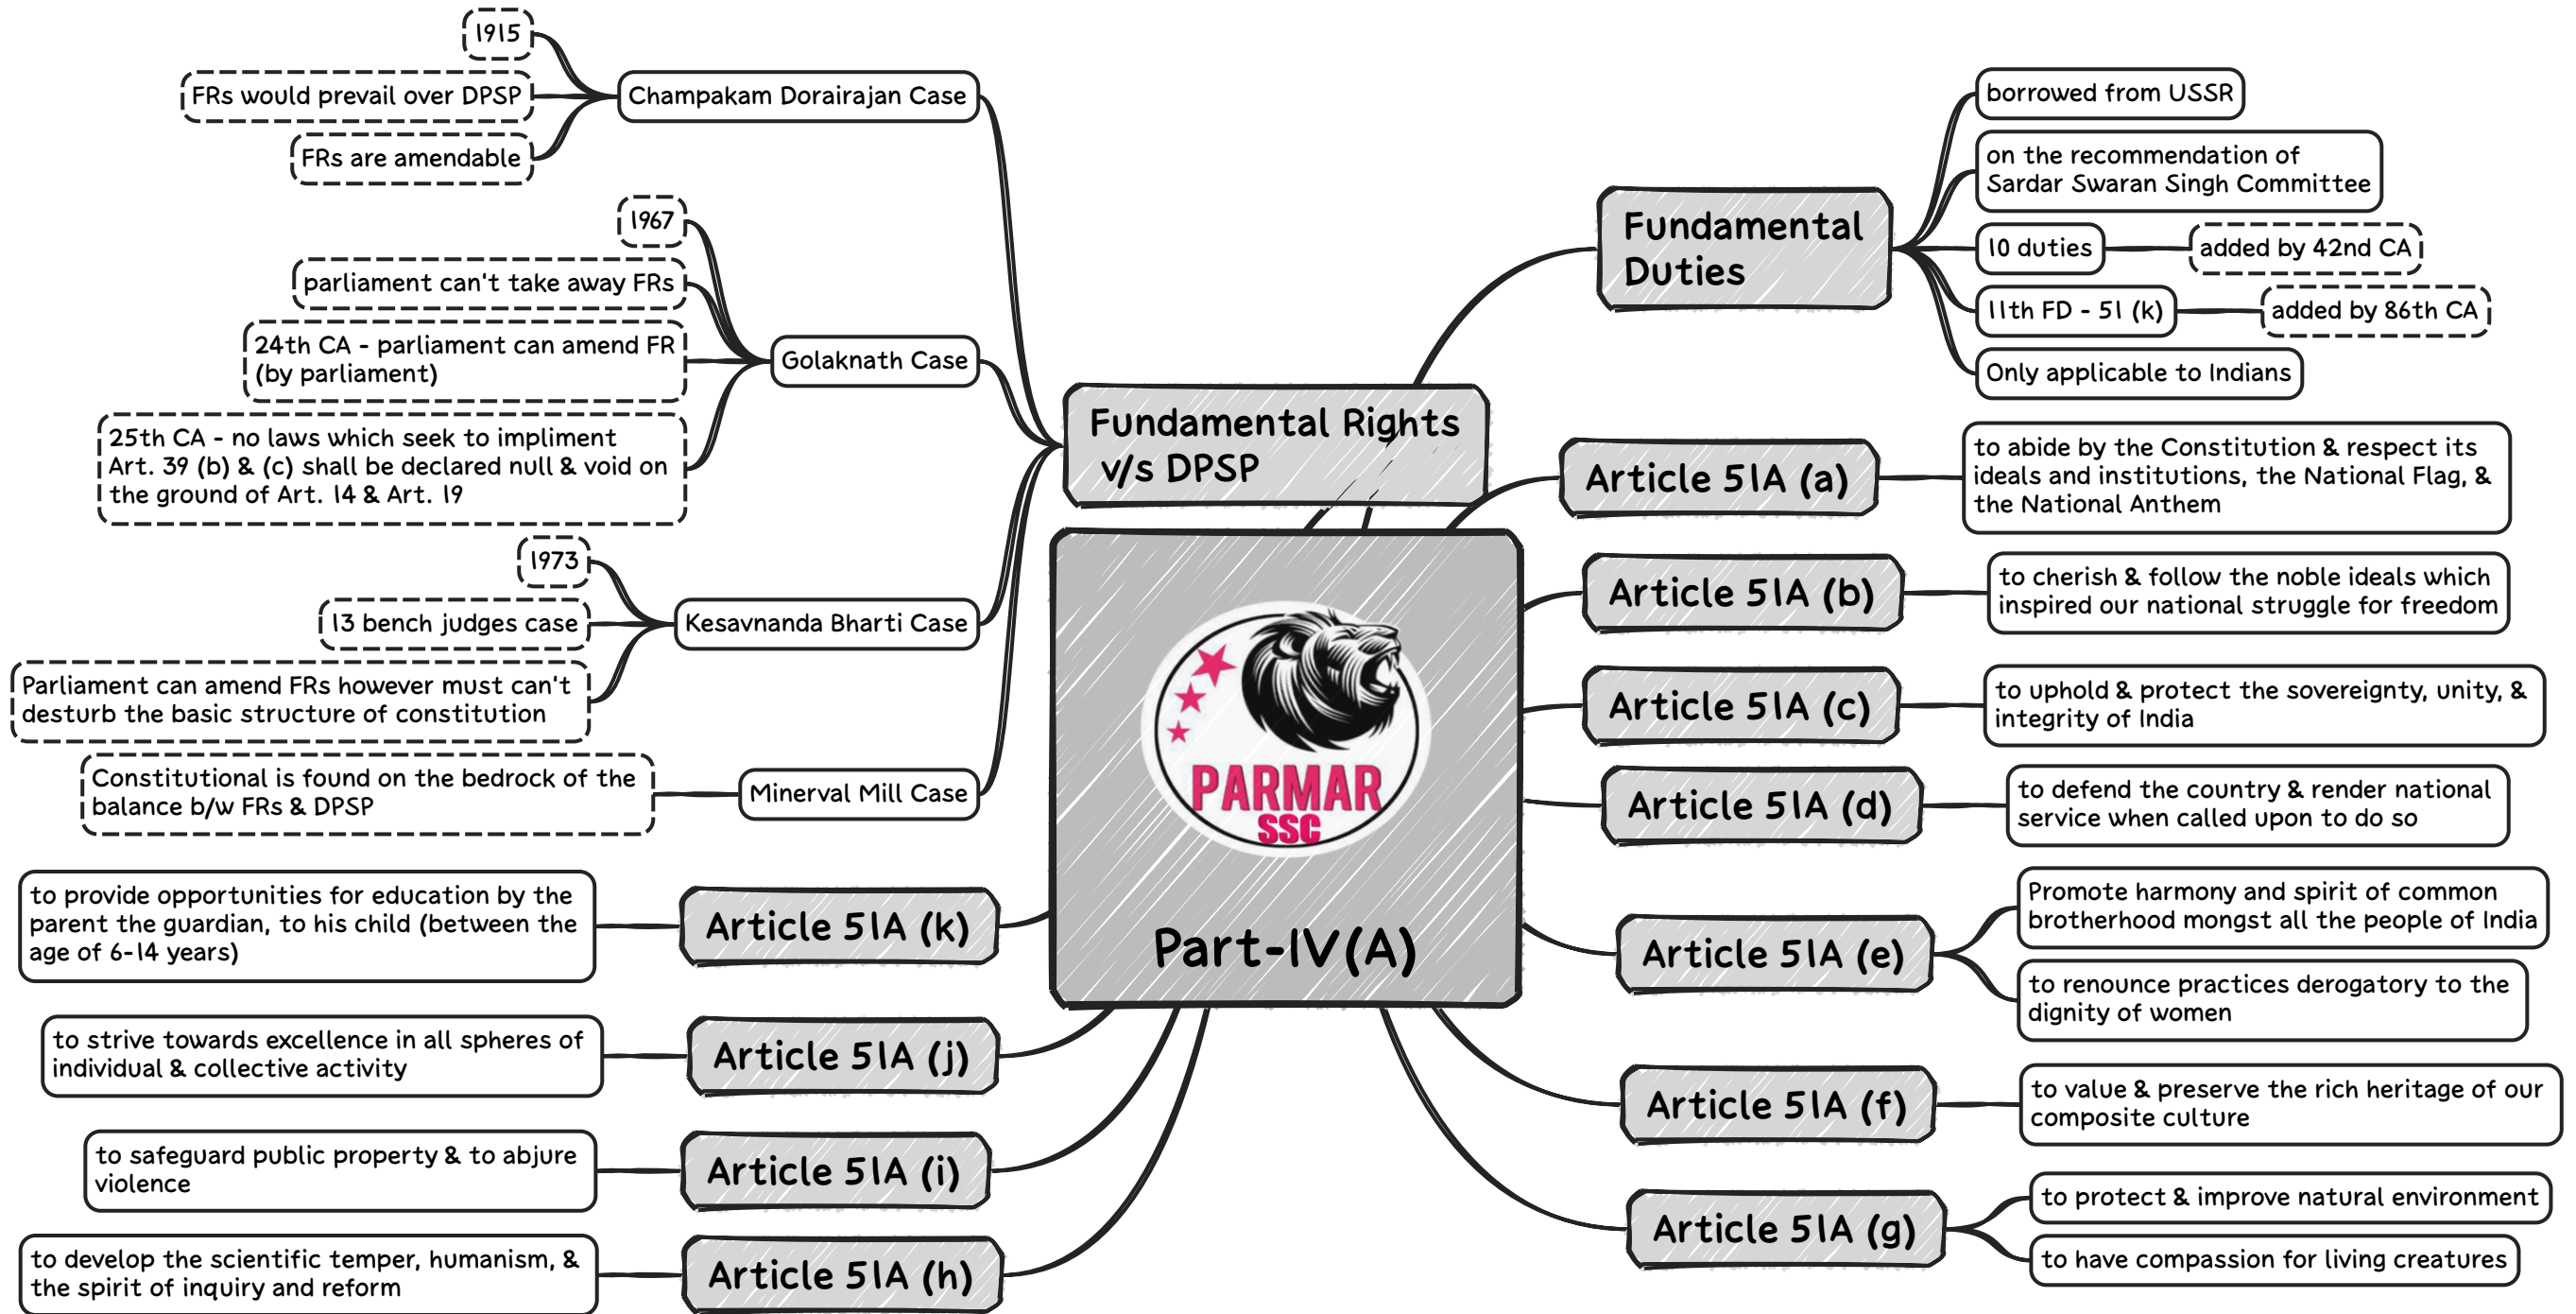 1915
FRs would prevail over DPSP
FRs are amendable
Champakam Dorairajan Case
1967
parliament can't take away FRs
24th CA - parliament can amend FR
(by parliament)
25th CA - no laws which seek to impliment
Art. 39 (b) & (c) shall be declared null & void on
the ground of Art. 14 & Art. 19
Golaknath Case
1973
13 bench judges case
Parliament can amend FRs however must can't
desturb the basic structure of constitution
Kesavnanda Bharti Case
Constitutional is found on the bedrock of the
balance b/w FRs & DPSP
Minerval Mill Case
Fundamental Rights
v/s DPSP
Fundamental
Duties
borrowed from USSR
on the recommendation of
Sardar Swaran Singh Committee
10 duties
added by 42nd CA
11th FD - 51 (k)
added by 86th CA
Only applicable to Indians
PARMAR
SSC
Part-IV(A)
Article 51A (a)
to abide by the Constitution & respect its
ideals and institutions, the National Flag, &
the National Anthem
Article 51A (b)
to cherish & follow the noble ideals which
inspired our national struggle for freedom
Article 51A (c)
to uphold & protect the sovereignty, unity, &
integrity of India
Article 51A (d)
to defend the country & render national
service when called upon to do so
Article 51A (e)
Promote harmony and spirit of common
brotherhood mongst all the people of India
to renounce practices derogatory to the
dignity of women
Article 51A (f)
to value & preserve the rich heritage of our
composite culture
Article 51A (g)
to protect & improve natural environment
to have compassion for living creatures
to provide opportunities for education by the
parent the guardian, to his child (between the
age of 6-14 years)
Article 51A (k)
to strive towards excellence in all spheres of
individual & collective activity
Article 51A (j)
to safeguard public property & to abjure
violence
Article 51A (i)
to develop the scientific temper, humanism, &
the spirit of inquiry and reform
Article 51A (h)